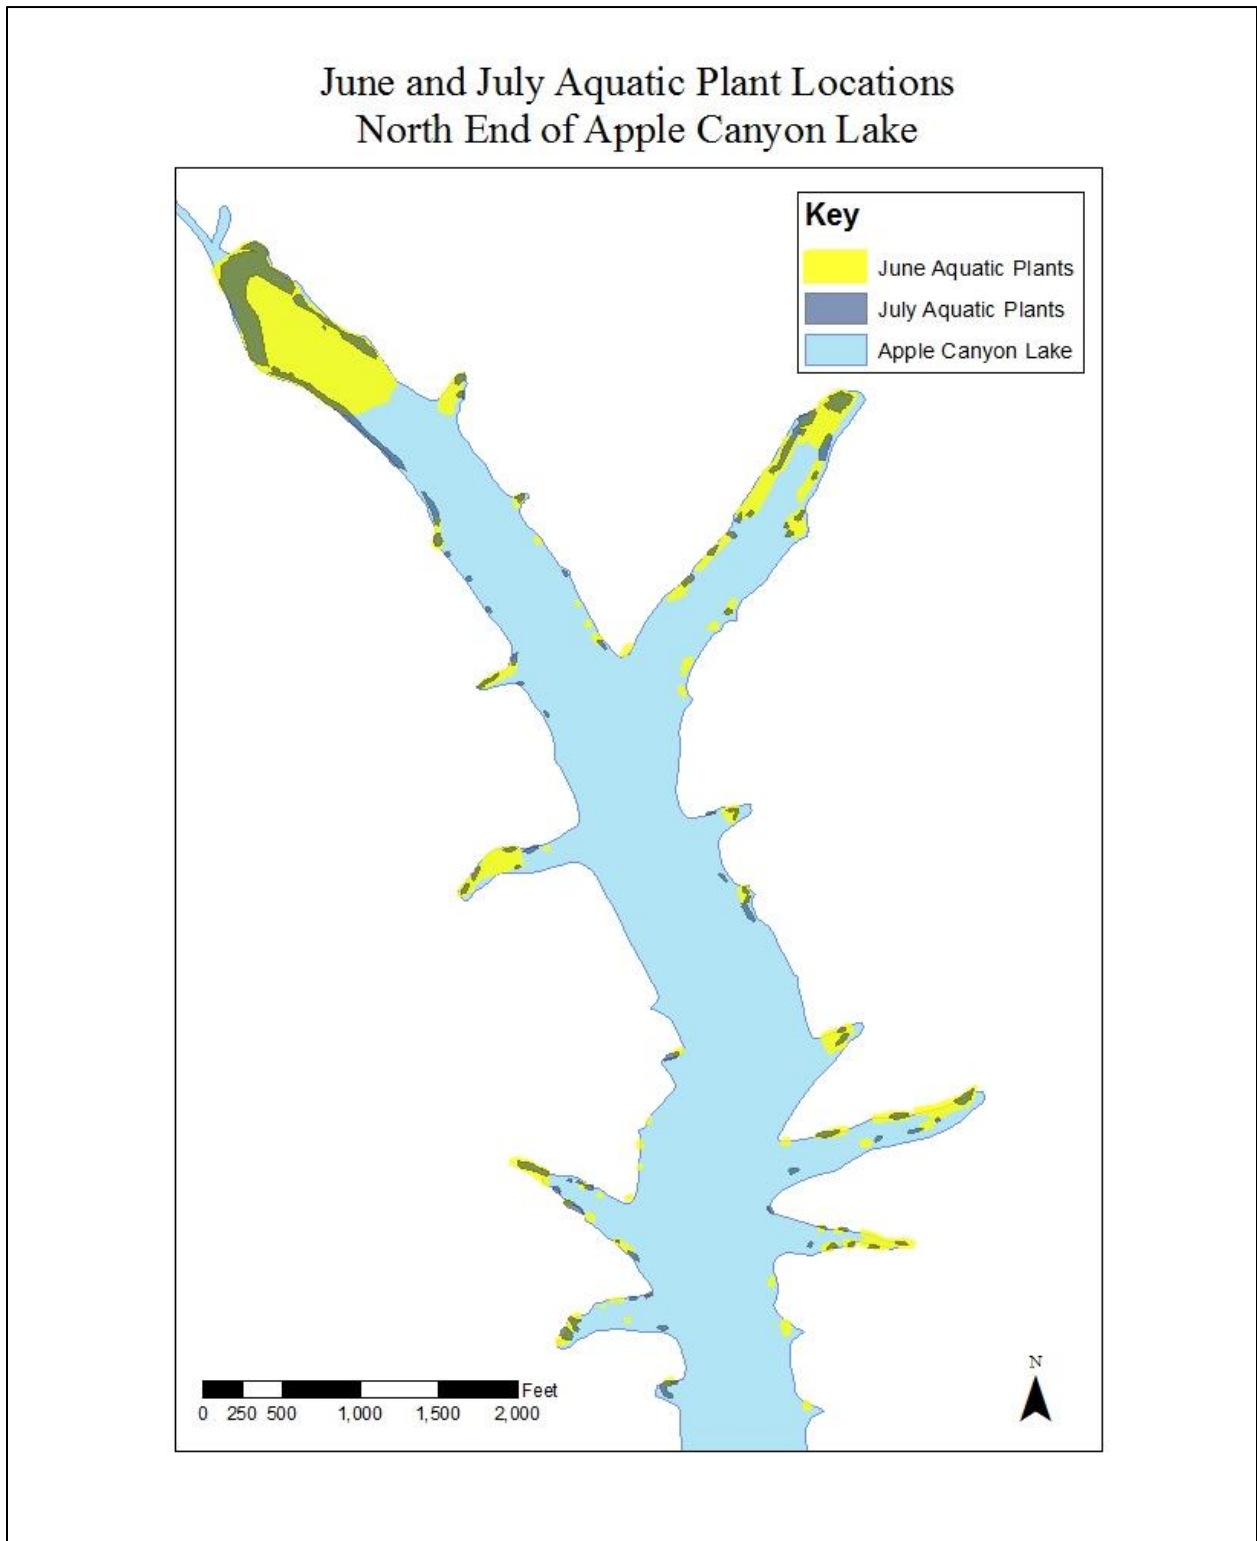 June and July Aquatic Plant Locations
North End of Apple Canyon Lake
Key
June Aquatic Plants
July Aquatic Plants
Apple Canyon Lake
N
Feet
0 250 500 1,000 1,500 2,000